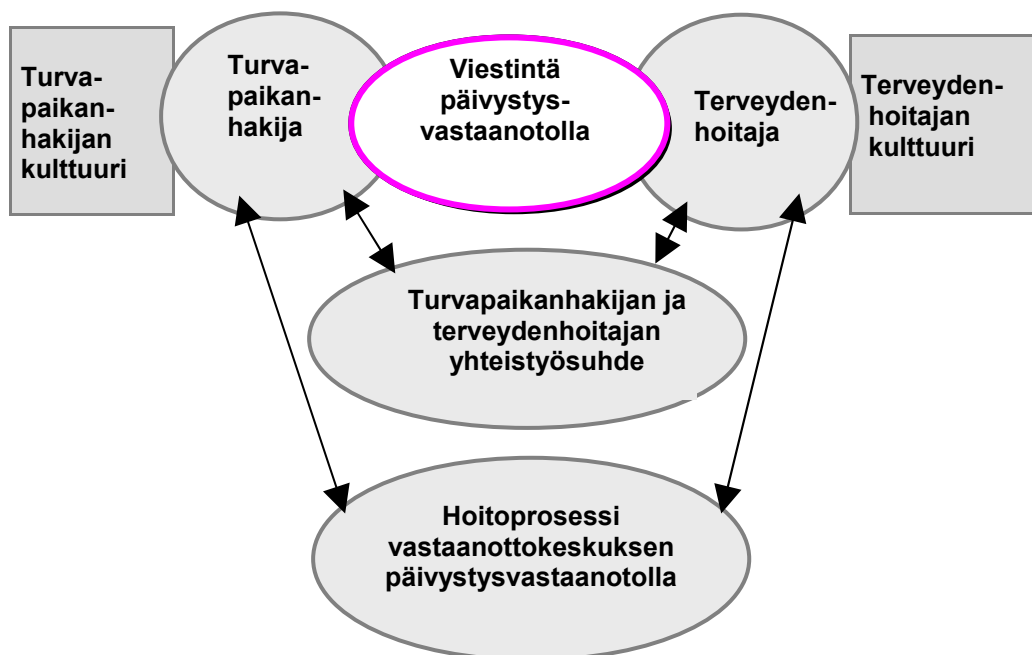 Turva-
paikan-
hakijan
kulttuuri
Turva-
paikan-
hakija
Viestintä
päivystys-
vastaanotolla
Terveyden-
hoitaja
Terveyden-
hoitajan
kulttuuri
Turvapaikanhakijan ja
terveydenhoitajan
yhteistyösuhde
Hoitoprosessi
vastaanottokeskuksen
päivystysvastaanotolla